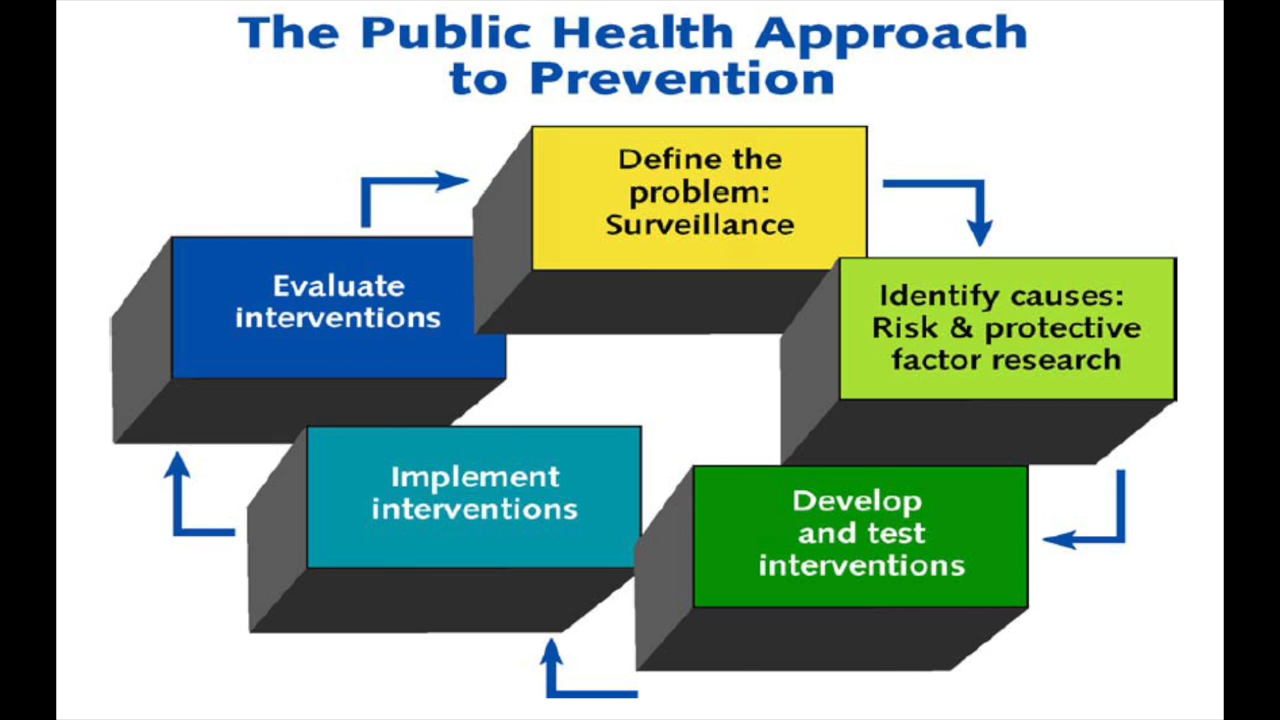 The Public Health Approach
to Prevention
Define the
problem:
Surveillance
Identify causes:
Risk & protective
factor research
Develop
and test
interventions
Implement
interventions
Evaluate
interventions